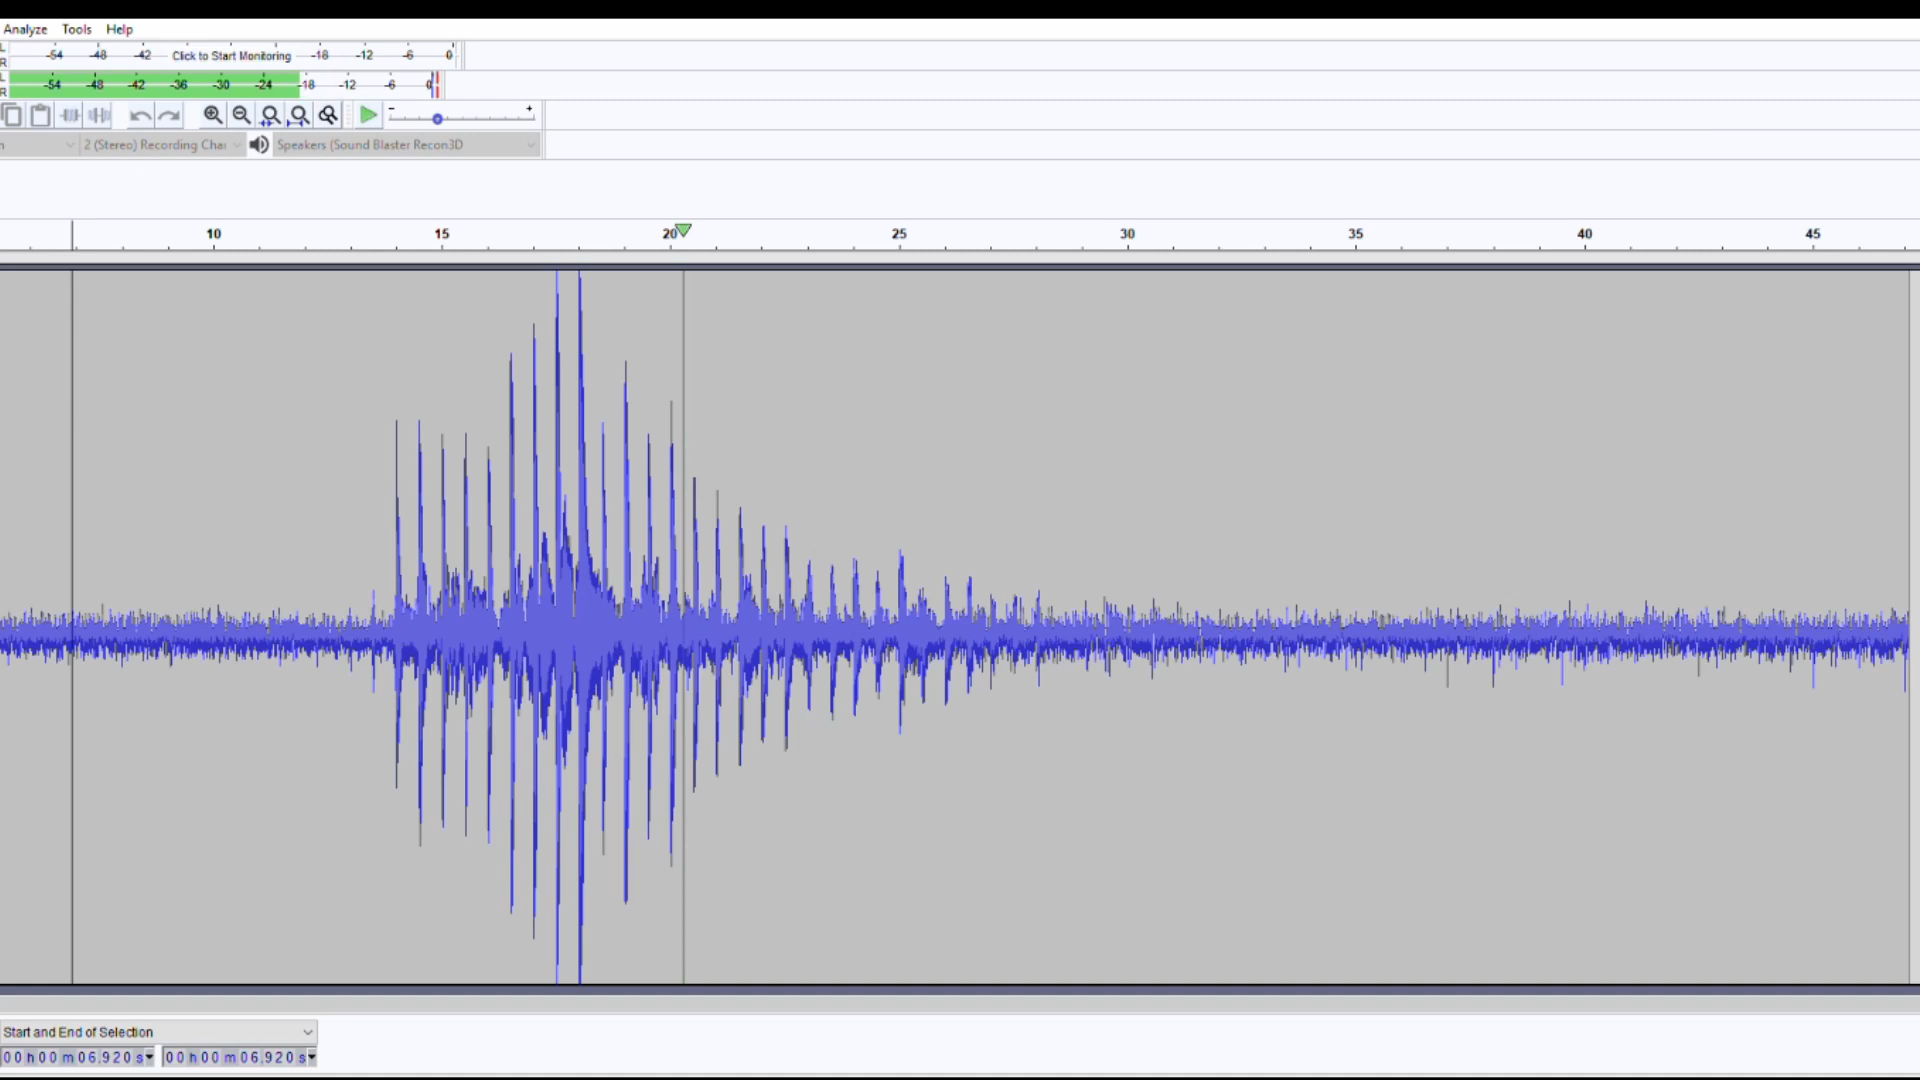 Analyze Tools Help
L
R
-54 -48 -42 Click to Start Monitoring -18 -12 -6 0
L
R
-54 -48 -42 -36 -30 -24 -18 -12 -6 0
- +
2 (Stereo) Recording Chai Speakers (Sound Blaster Recon3D
10 15 20 25 30 35 40 45
Start and End of Selection
00 h 00 m 06.920 s 00 h 00 m 06.920 s